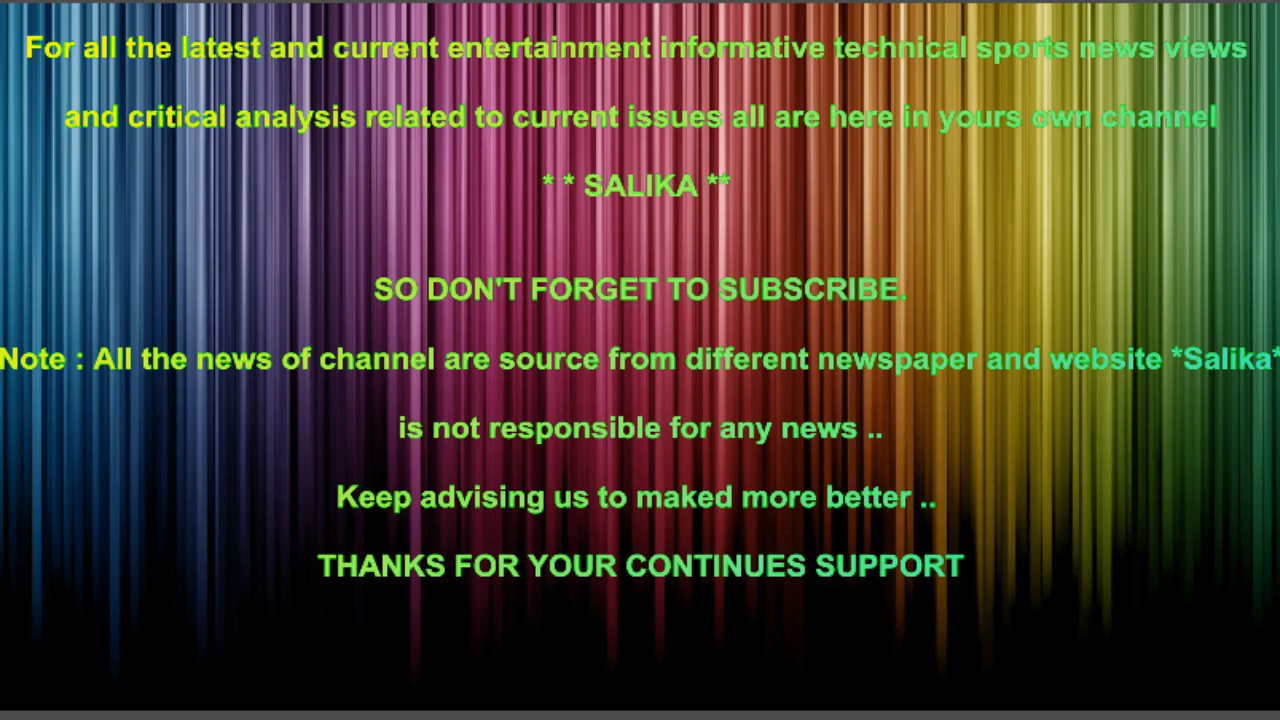 For all the latest and current entertainment informative technical sports news views
and critical analysis related to current issues all are here in yours own channel
* * SALIKA **
SO DON'T FORGET TO SUBSCRIBE.
Note : All the news of channel are source from different newspaper and website *Salika*
is not responsible for any news ..
Keep advising us to maked more better ..
THANKS FOR YOUR CONTINUES SUPPORT